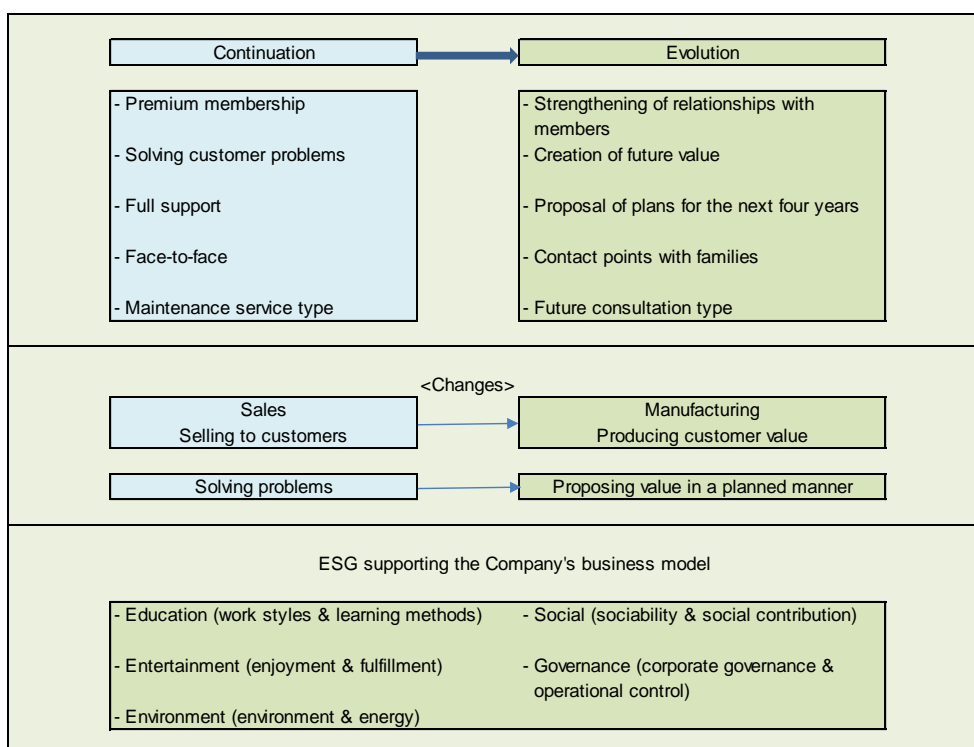 Continuation
Evolution
- Premium membership
- Solving customer problems
- Full support
- Face-to-face
- Maintenance service type
- Strengthening of relationships with
members
- Creation of future value
- Proposal of plans for the next four years
- Contact points with families
- Future consultation type
<Changes>
Sales
Selling to customers
Manufacturing
Producing customer value
Solving problems
Proposing value in a planned manner
ESG supporting the Company's business model
- Education (work styles & learning methods)
- Entertainment (enjoyment & fulfillment)
- Environment (environment & energy)
- Social (sociability & social contribution)
- Governance (corporate governance &
operational control)